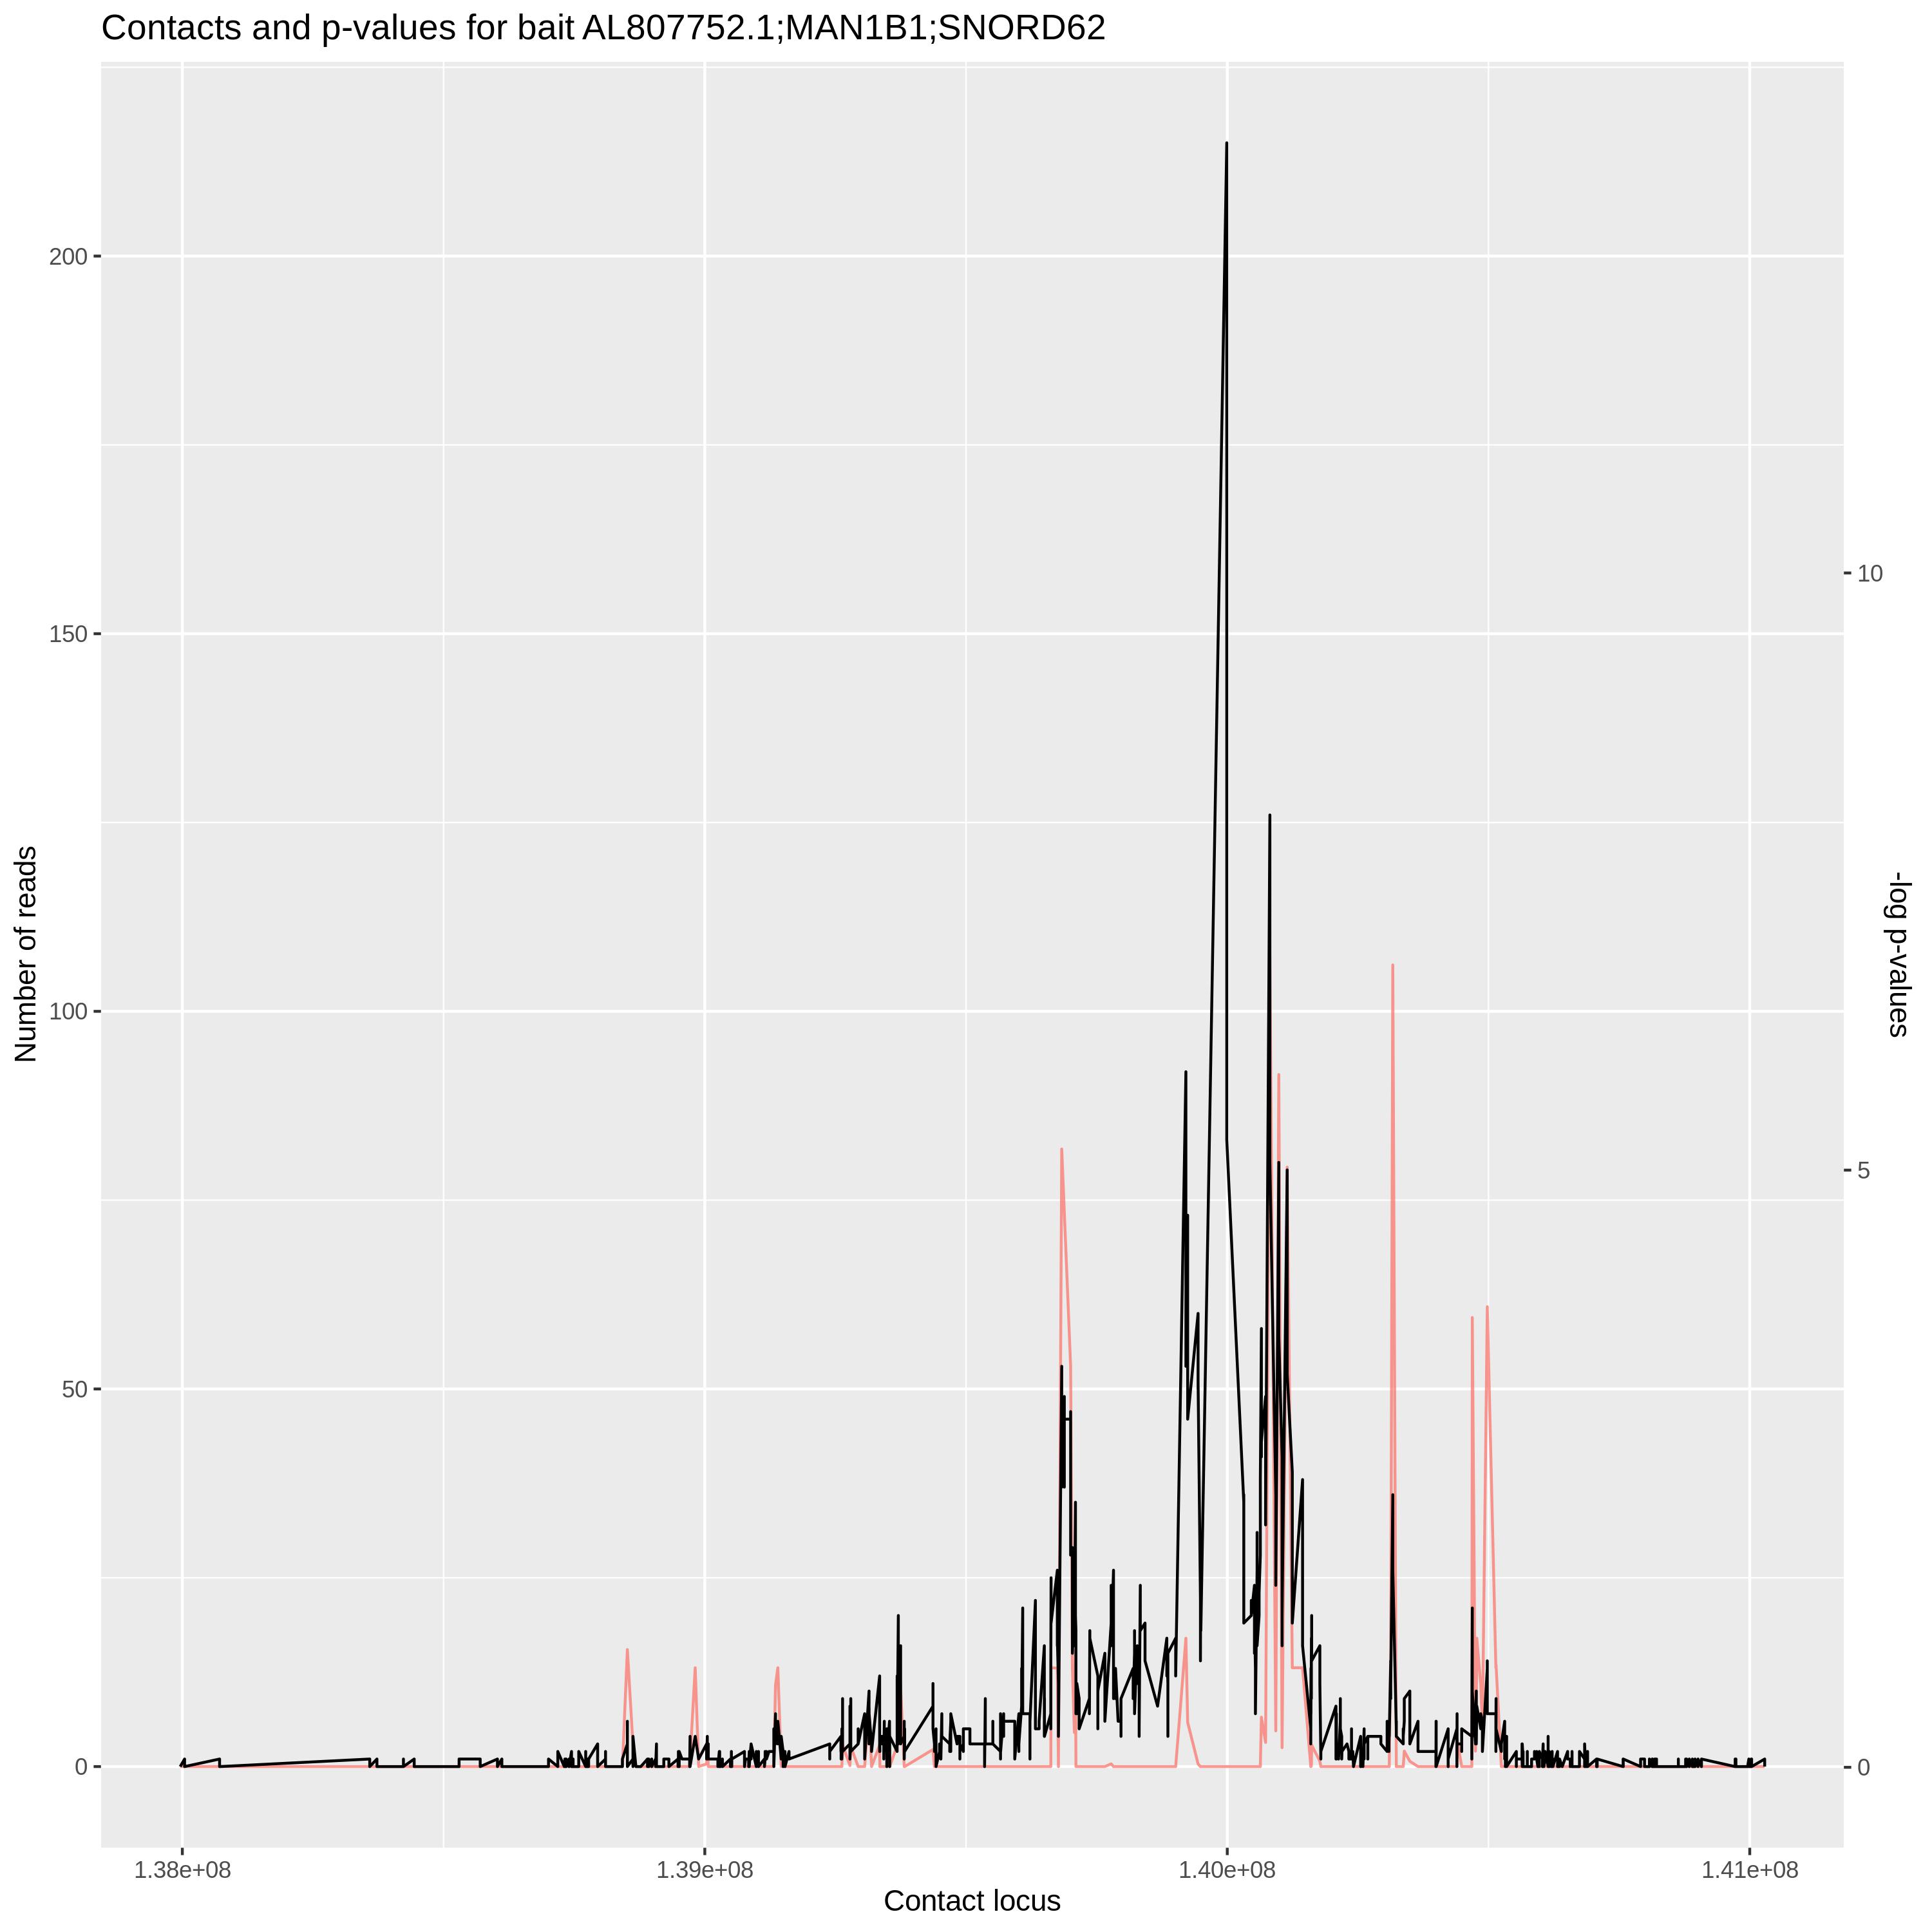 Contacts and p-values for bait AL807752.1;MAN1B1;SNORD62
200
150
100
50
0
Number of reads
10
5
0
-log p-values
1.38e+08
1.39e+08
1.40e+08
1.41e+08
Contact locus